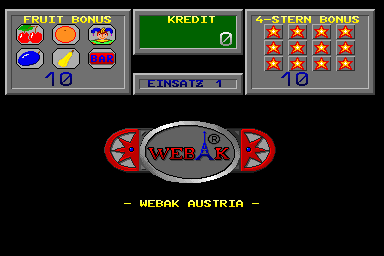 FRUIT BONUS
BAR
10
KREDIT
0
EINSATZ 1
4-STERN BONUS
10
WEBAK®
- WEBAK AUSTRIA -